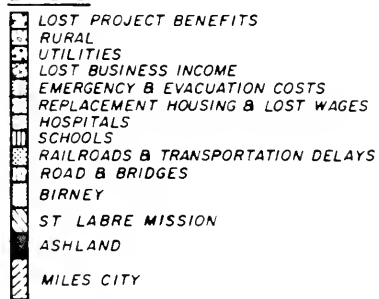 LOST PROJECT BENEFITS
RURAL
UTILITIES
LOST BUSINESS INCOME
EMERGENCY & EVACUATION COSTS
REPLACEMENT HOUSING & LOST WAGES
HOSPITALS
SCHOOLS
RAILROADS & TRANSPORTATION DELAYS
ROAD & BRIDGES
BIRNEY
ST LABRE MISSION
ASHLAND
MILES CITY